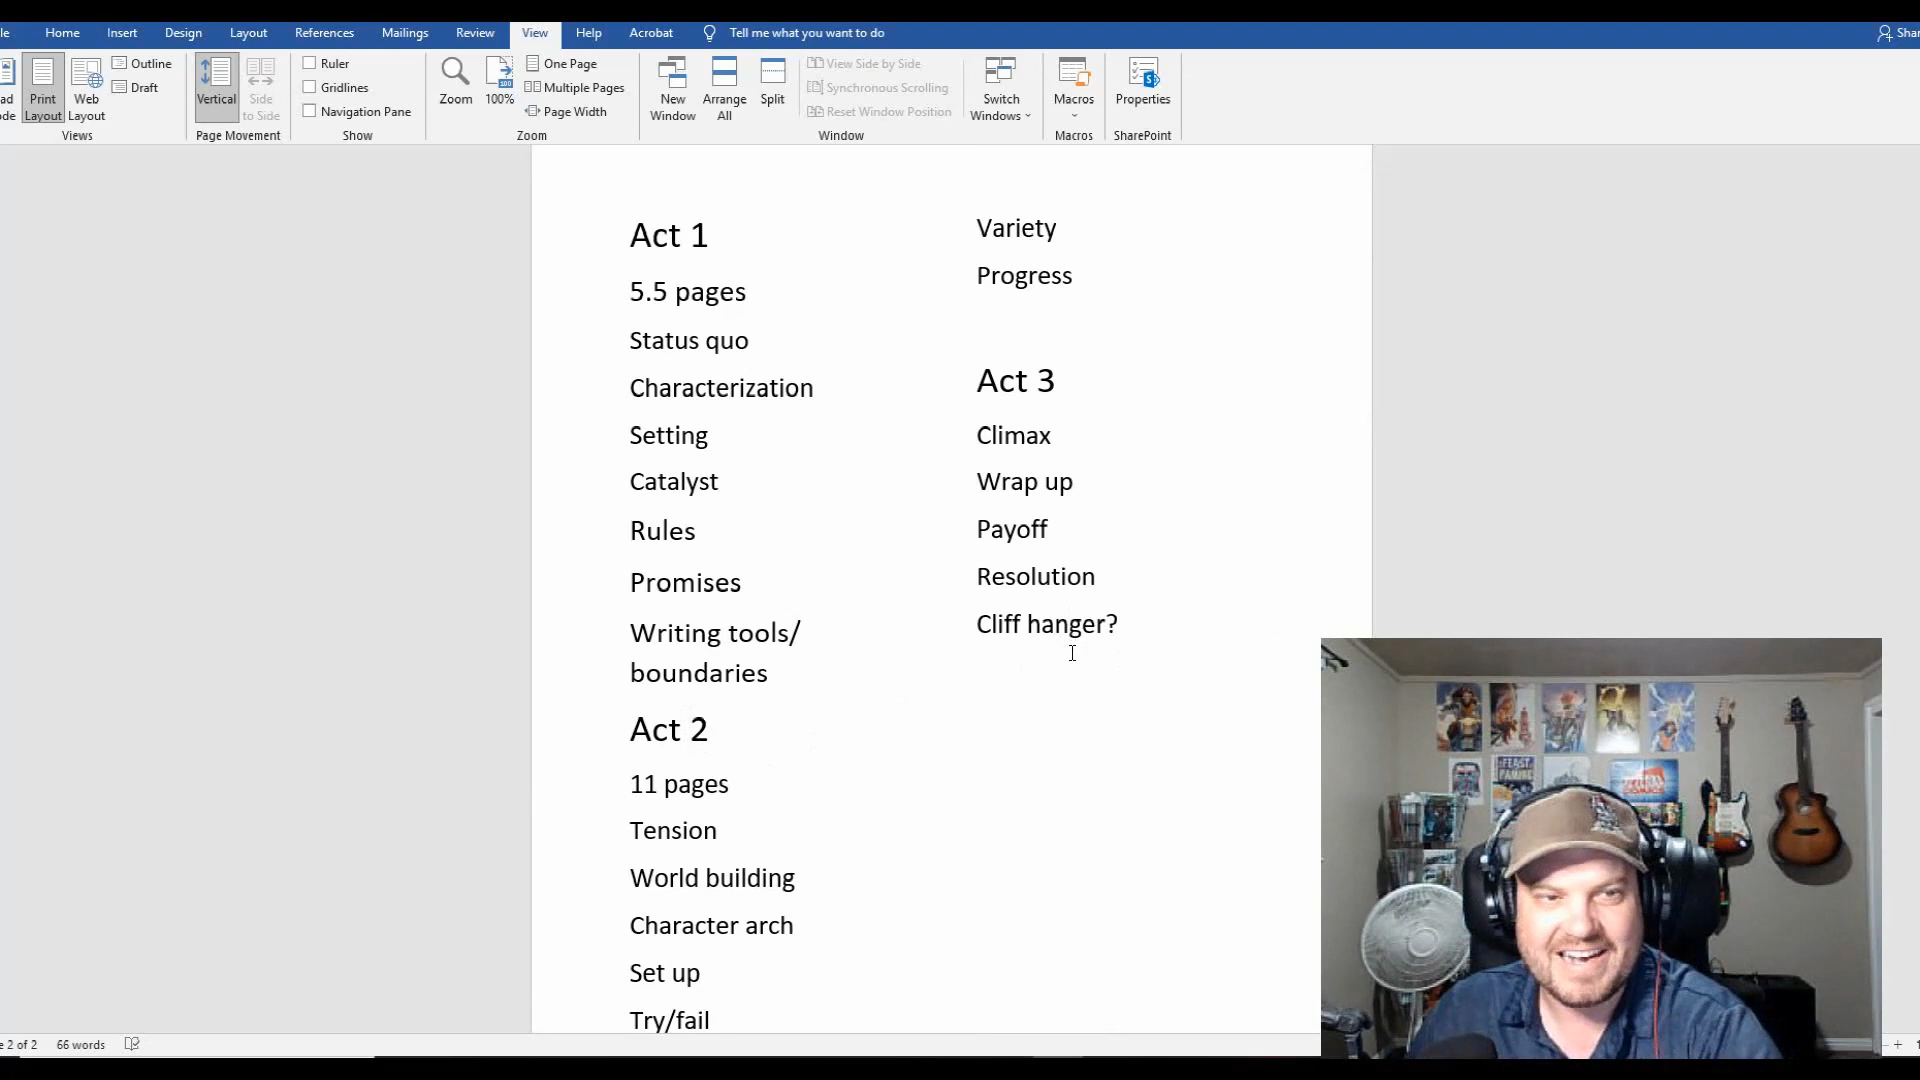 Home Insert Design Layout References Mailings Review View Help Acrobat Tell me what you want to do
Print Layout
Web Layout
Outline
Draft
Views
Vertical
Side to Side
Page Movement
Ruler
Gridlines
Navigation Pane
Show
Zoom
100%
One Page
Multiple Pages
Page Width
Zoom
New Window
Arrange All
Split
View Side by Side
Synchronous Scrolling
Reset Window Position
Window
Switch Windows
Macros
Macros
Properties
SharePoint
Act 1
5.5 pages
Status quo
Characterization
Setting
Catalyst
Rules
Promises
Writing tools/
boundaries
Act 2
11 pages
Tension
World building
Character arch
Set up
Try/fail
Variety
Progress
Act 3
Climax
Wrap up
Payoff
Resolution
Cliff hanger?
FEAST
2 of 2 66 words